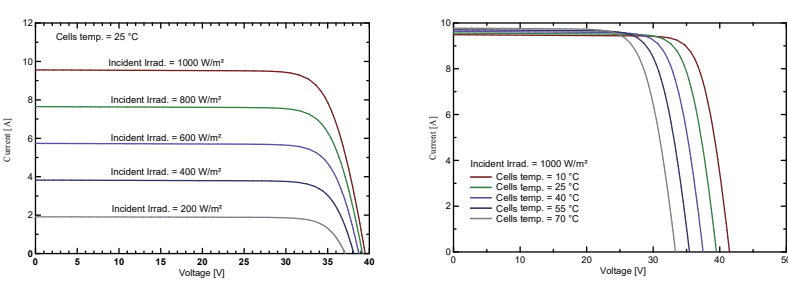 12
Cells temp. = 25 °C
Incident Irrad. = 1000 W/m²
10
Incident Irrad. = 800 W/m²
8
Incident Irrad. = 600 W/m²
6
Incident Irrad. = 400 W/m²
4
Incident Irrad. = 200 W/m²
2
0
Current [A]
0 5 10 15 20 25 30 35 40
Voltage [V]
10
8
6
4
2
0
Current [A]
Incident Irrad. = 1000 W/m²
Cells temp. = 10 °C
Cells temp. = 25 °C
Cells temp. = 40 °C
Cells temp. = 55 °C
Cells temp. = 70 °C
0 10 20 30 40 50
Voltage [V]